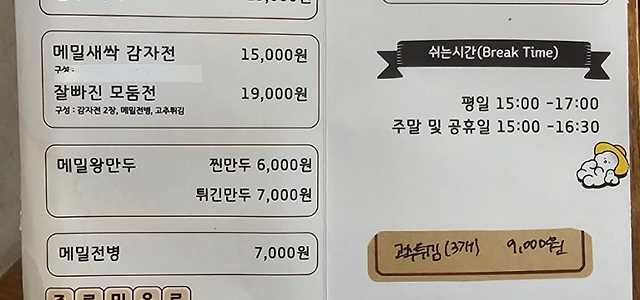 메밀새싹 감자전 15,000원
구성 :
잘빠진 모둠전 19,000원
구성 : 감자전 2장, 메밀전병, 고추튀김
메밀왕만두 찐만두 6,000원
튀긴만두 7,000원
메밀전병 7,000원
쉬는시간(Break Time)
평일 15:00 -17:00
주말 및 공휴일 15:00 -16:30
고추튀김 (3개) 9,000원